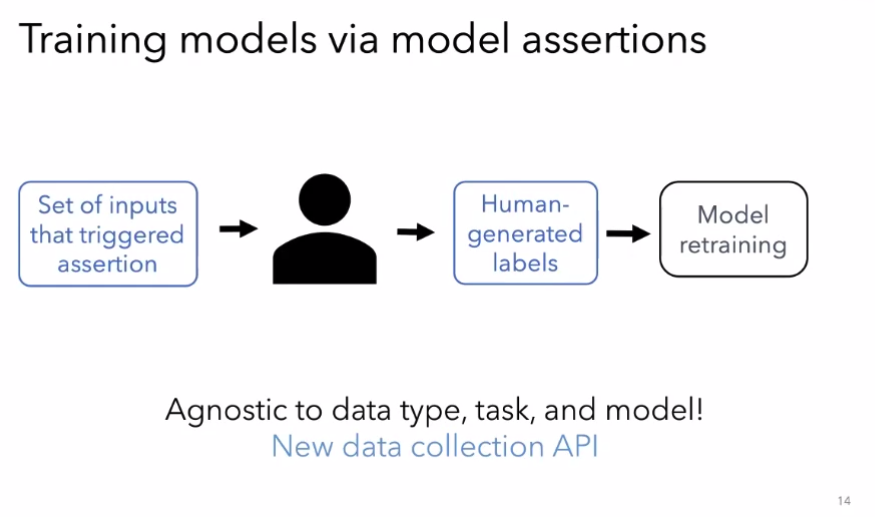 Training models via model assertions
Set of inputs
that triggered
assertion
Human-
generated
labels
Model
retraining
Agnostic to data type, task, and model!
New data collection API
14